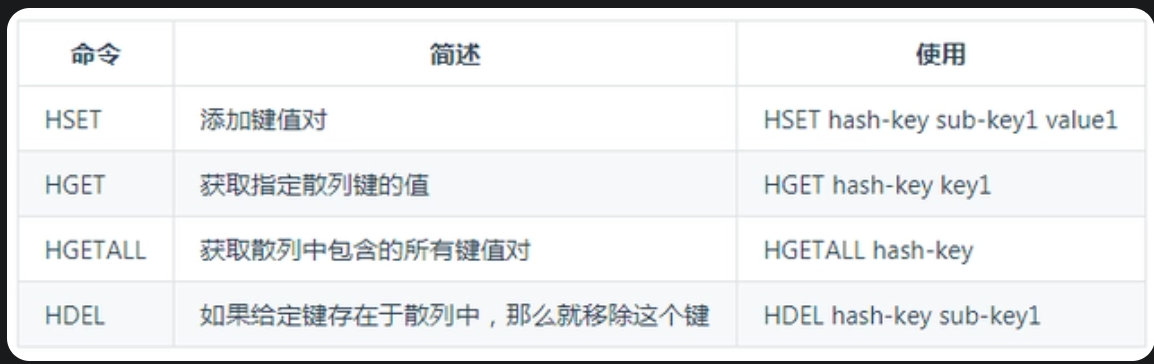 命令 简述 使用
HSET 添加键值对 HSET hash-key sub-key1 value1
HGET 获取指定散列键的值 HGET hash-key key1
HGETALL 获取散列中包含的所有键值对 HGETALL hash-key
HDEL 如果给定键存在于散列中，那么就移除这个键 HDEL hash-key sub-key1